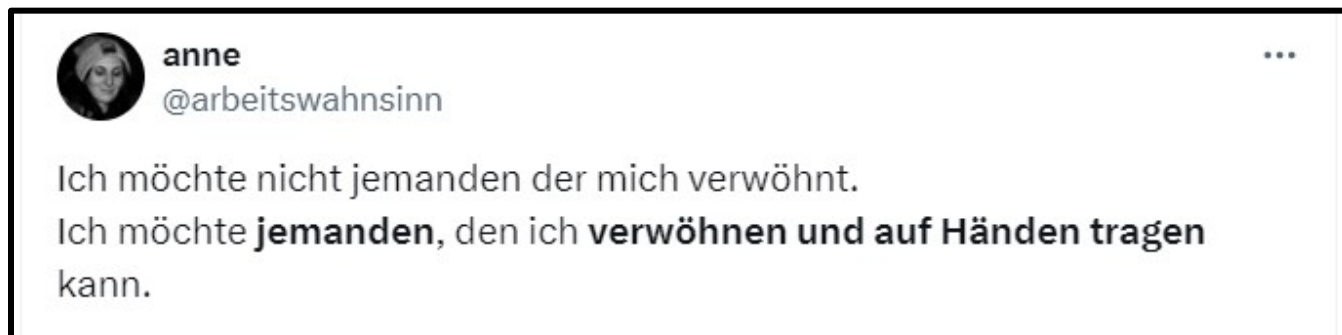 anne
@arbeitswahnsinn
Ich möchte nicht jemanden der mich verwöhnt.
Ich möchte jemanden, den ich verwöhnen und auf Händen tragen
kann.